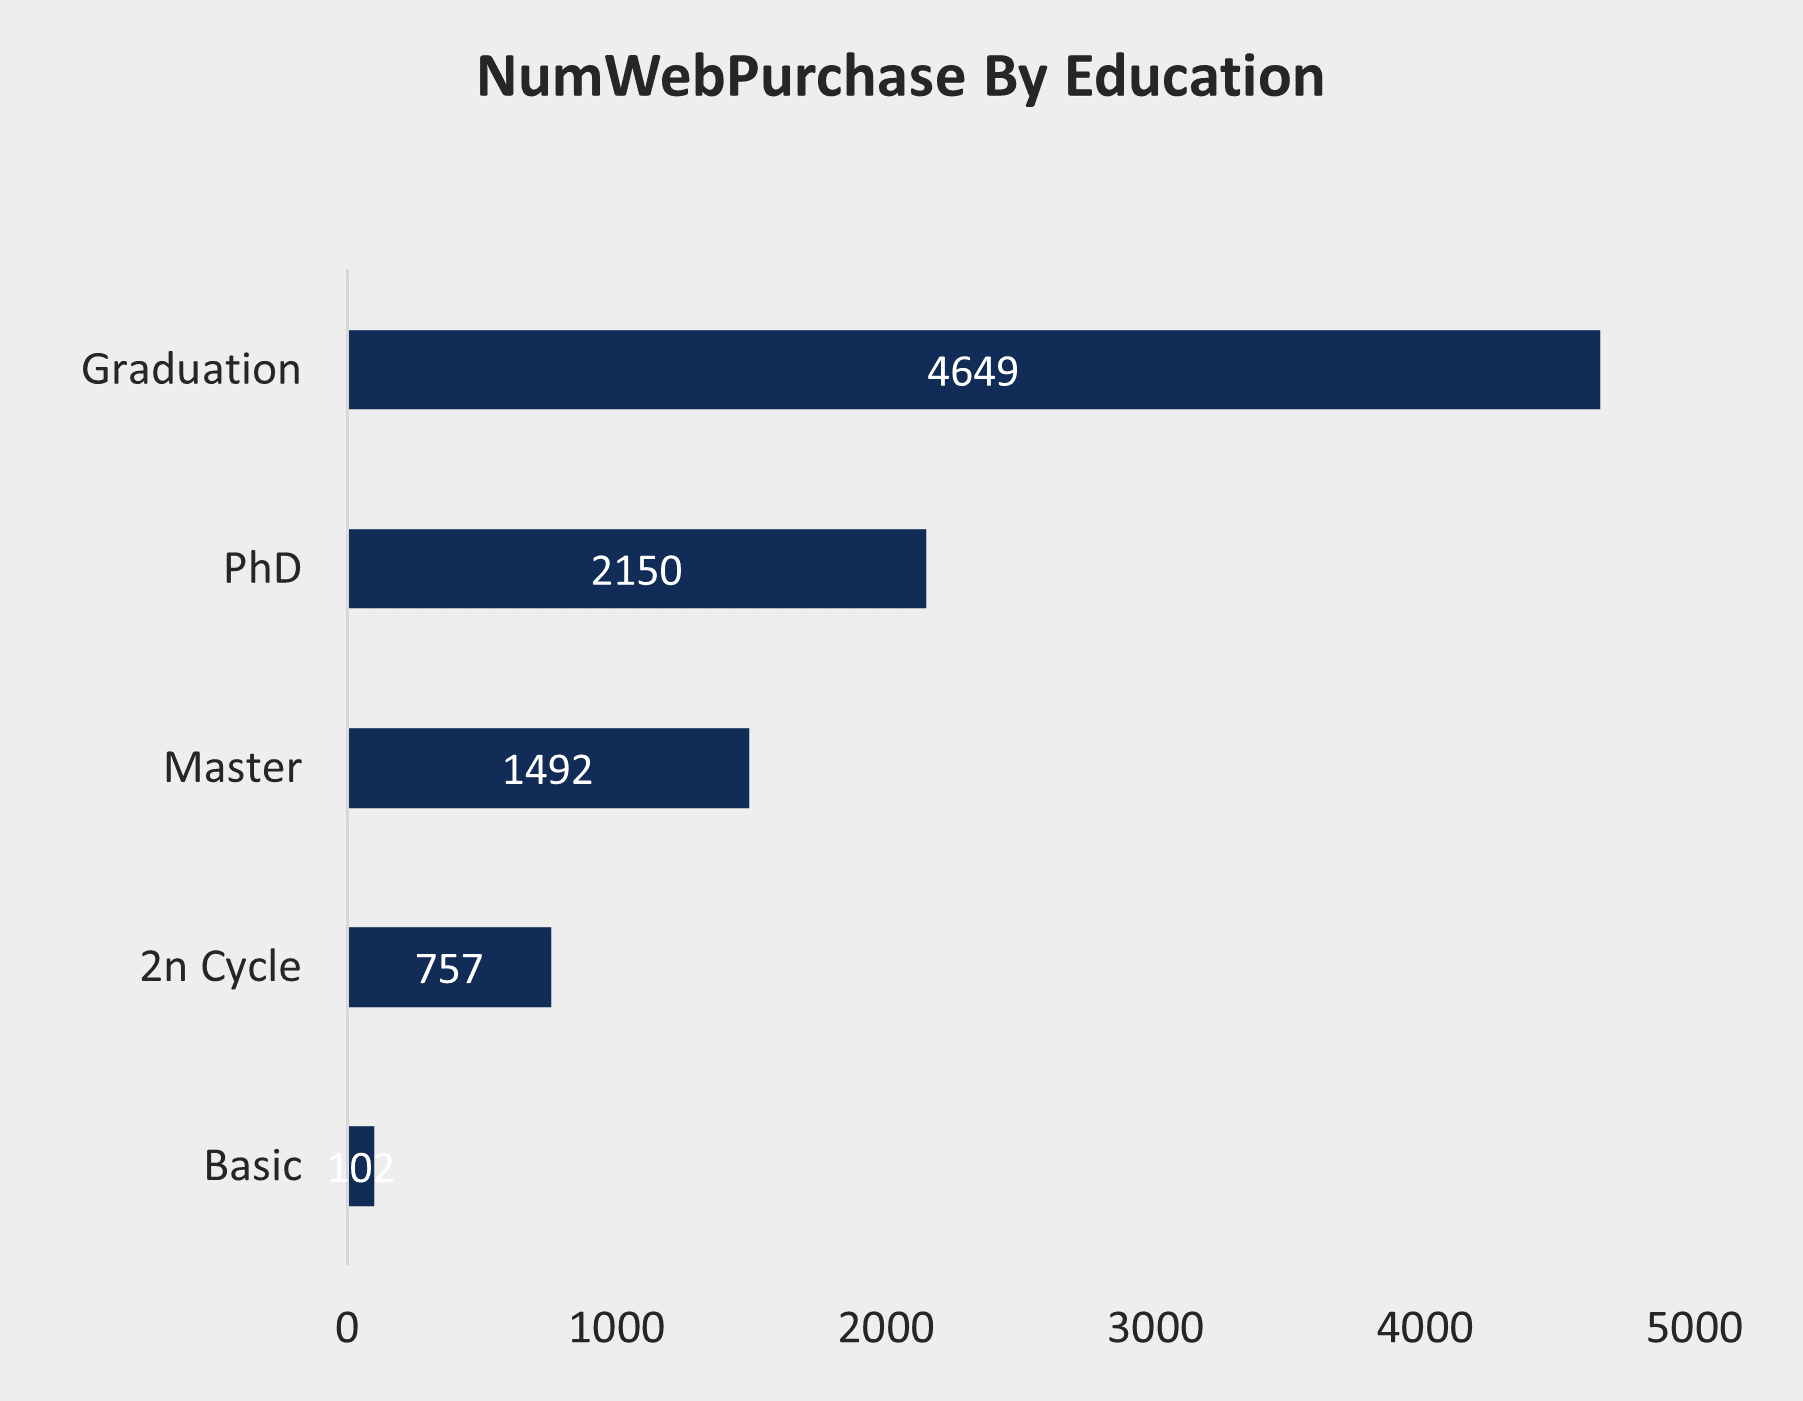 NumWebPurchase By Education
Graduation 4649
PhD 2150
Master 1492
2n Cycle 757
Basic 102
0 1000 2000 3000 4000 5000